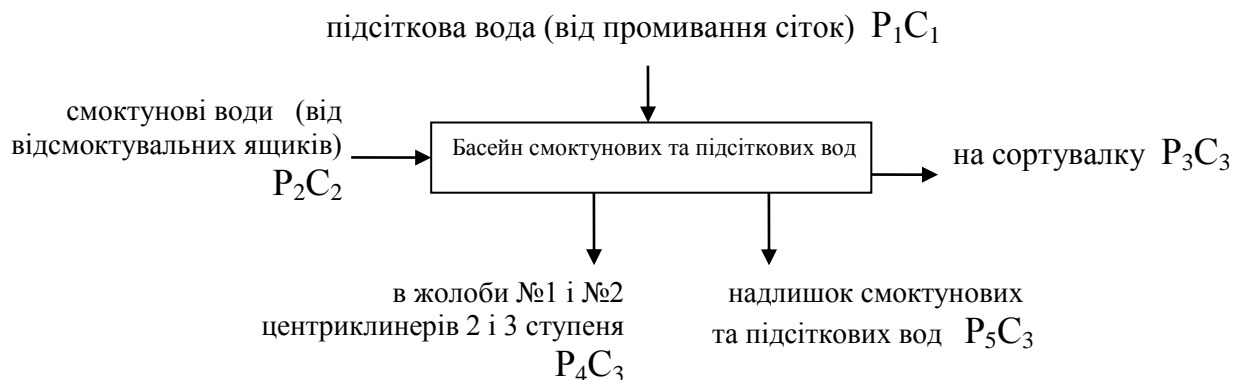 підсіткова вода (від промивання сіток) P₁C₁
смоктунові води (від
відсмоктувальних ящиків)
P₂C₂
Басейн смоктунових та підсіткових вод
на сортувалку P₃C₃
в жолоби №1 і №2
центриклинерів 2 і 3 ступеня
P₄C₃
надлишок смоктунових
та підсіткових вод P₅C₃